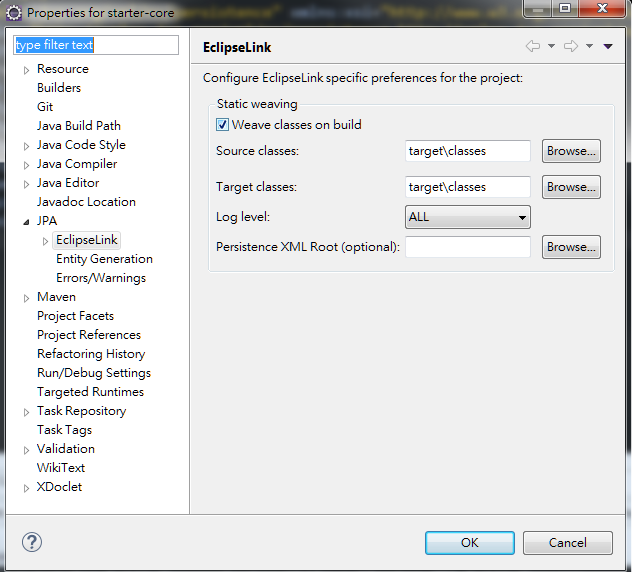 Properties for starter-core
type filter text
Resource
Builders
Git
Java Build Path
Java Code Style
Java Compiler
Java Editor
Javadoc Location
JPA
EclipseLink
Entity Generation
Errors/Warnings
Maven
Project Facets
Project References
Refactoring History
Run/Debug Settings
Targeted Runtimes
Task Repository
Task Tags
Validation
WikiText
XDoclet
EclipseLink
Configure EclipseLink specific preferences for the project:
Static weaving
Weave classes on build
Source classes: target\classes Browse...
Target classes: target\classes Browse...
Log level: ALL
Persistence XML Root (optional): Browse...
? OK Cancel